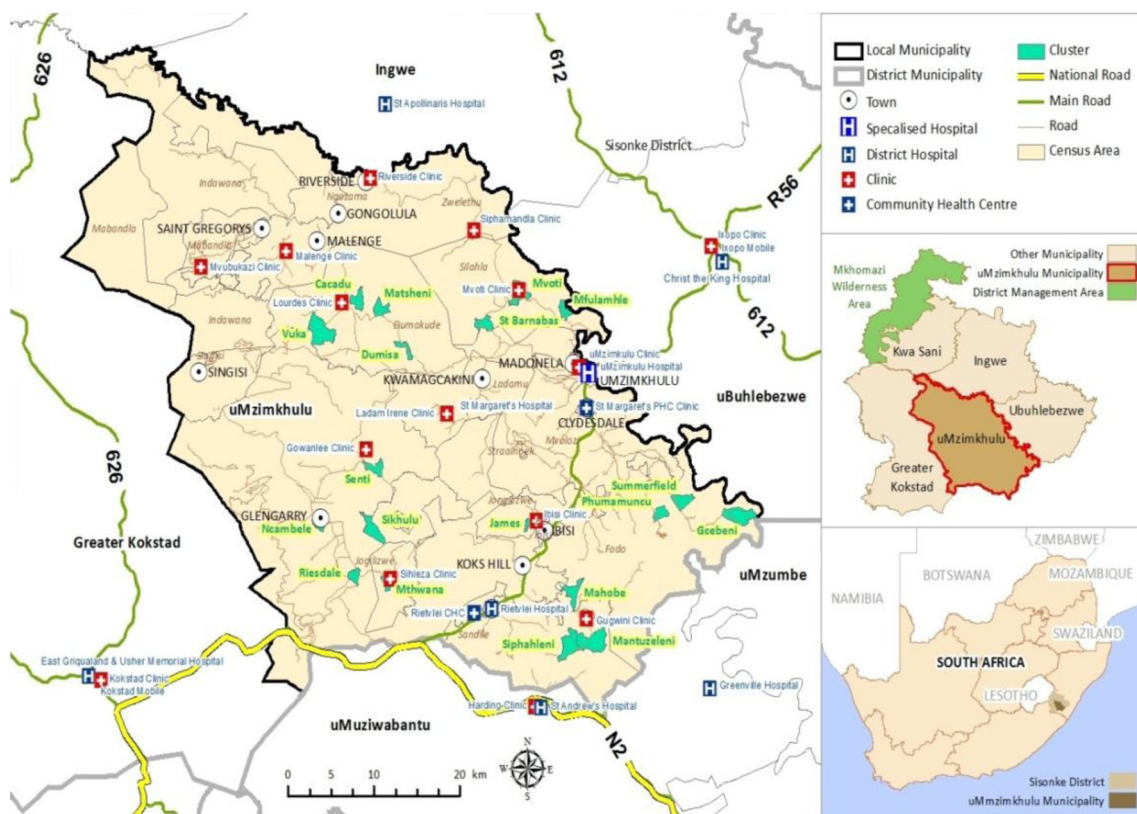 626
612
Ingwe
St Apollinaris Hospital
Sisonke District
R56
RIVERSIDE
Riverside Clinic
Indawana
Ngwagwane
Zwelethu
GONGOLULA
Siphamandla Clinic
SAINT GREGORYS
Mabandla
Mabandla
MALENGE
Malenge Clinic
Mvubukazi Clinic
Silahla
Ixopo Clinic
Ixopo Mobile
Christ the King Hospital
Cacadu
Matsheni
Mvoti Clinic
Mvoti
Mfulamhle
Lourdes Clinic
612
Indawana
Vuka
Dumakude
St Barnabas
Dumisa
MADONELA
uMzimkulu Clinic
uMzimkulu Hospital
UMZIMKHULU
SINGISI
KWAMAGCAKINI
Ladamu
uMzimkhulu
Ladam Irene Clinic
St Margaret's Hospital
St Margaret's PHC Clinic
CLYDESDALE
uBuhlebezwe
Gowanlee Clinic
Senti
626
Summerfield
Phumamuncu
Gcebeni
GLENGARRY
Ncambele
Sikhulu
James
Ibisi Clinic
IBISI
Greater Kokstad
KOKS HILL
Fodo
uMzumbe
Riesdale
Sihleza Clinic
Mthwana
Mahobe
Rietvlei CHC
Rietvlei Hospital
Gugwini Clinic
Siphahleni
Mantuzeleni
East Griqualand & Usher Memorial Hospital
Kokstad Clinic
Kokstad Mobile
Greenville Hospital
Harding-Clinic
St Andrew's Hospital
uMuziwabantu
N2
0 5 10 20 km
N
W E
S
Local Municipality
District Municipality
Town
Specalised Hospital
District Hospital
Clinic
Community Health Centre
Cluster
National Road
Main Road
Road
Census Area
Other Municipality
uMzimkhulu Municipality
District Management Area
Mkhomazi
Wilderness
Area
Kwa Sani
Ingwe
Ubuhlebezwe
uMzimkhulu
Greater
Kokstad
ZIMBABWE
BOTSWANA
MOZAMBIQUE
NAMIBIA
SWAZILAND
SOUTH AFRICA
LESOTHO
Sisonke District
uMmzimkhulu Municipality